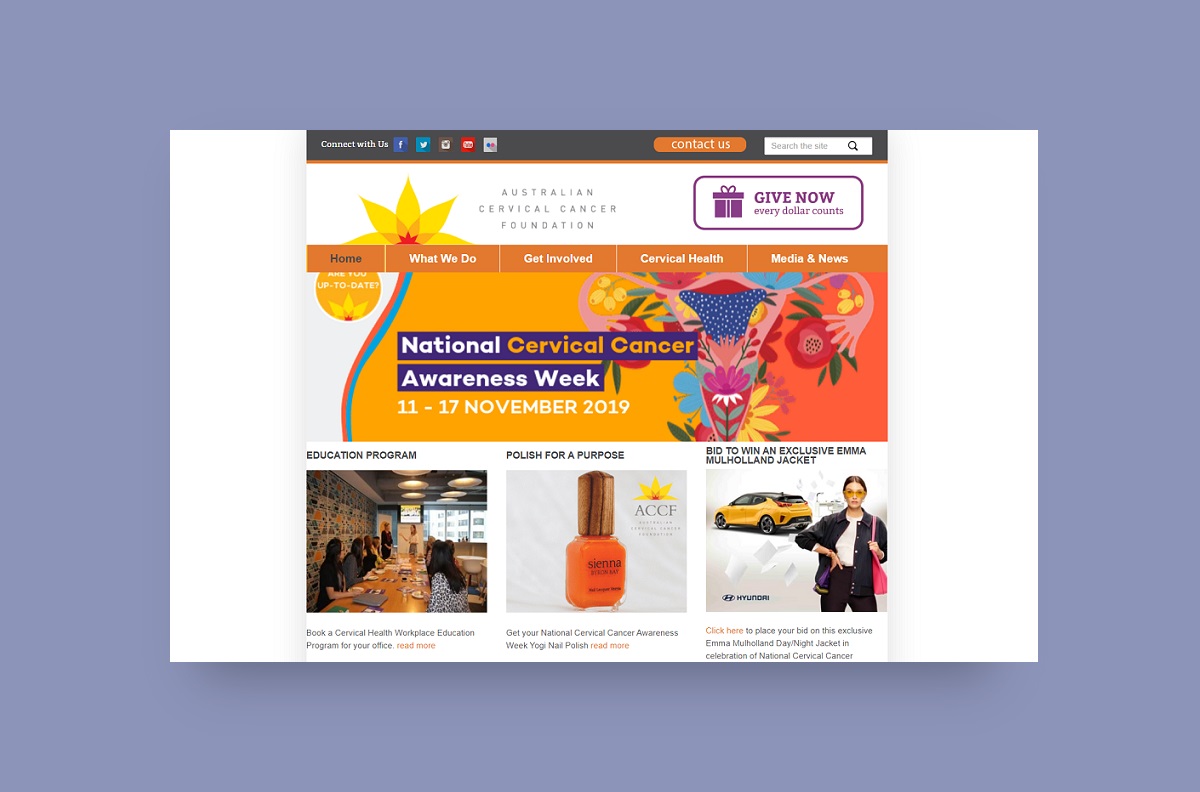 Connect with Us
contact us
Search the site
AUSTRALIAN
CERVICAL CANCER
FOUNDATION
GIVE NOW
every dollar counts
Home
What We Do
Get Involved
Cervical Health
Media & News
ARE YOU
UP-TO-DATE?
National Cervical Cancer
Awareness Week
11 - 17 NOVEMBER 2019
EDUCATION PROGRAM
Book a Cervical Health Workplace Education
Program for your office. read more
POLISH FOR A PURPOSE
ACCF
AUSTRALIAN
CERVICAL CANCER
FOUNDATION
sienna
BYRON BAY
Get your National Cervical Cancer Awareness
Week Yogi Nail Polish read more
BID TO WIN AN EXCLUSIVE EMMA
MULHOLLAND JACKET
HYUNDAI
Click here to place your bid on this exclusive
Emma Mulholland Day/Night Jacket in
celebration of National Cervical Cancer